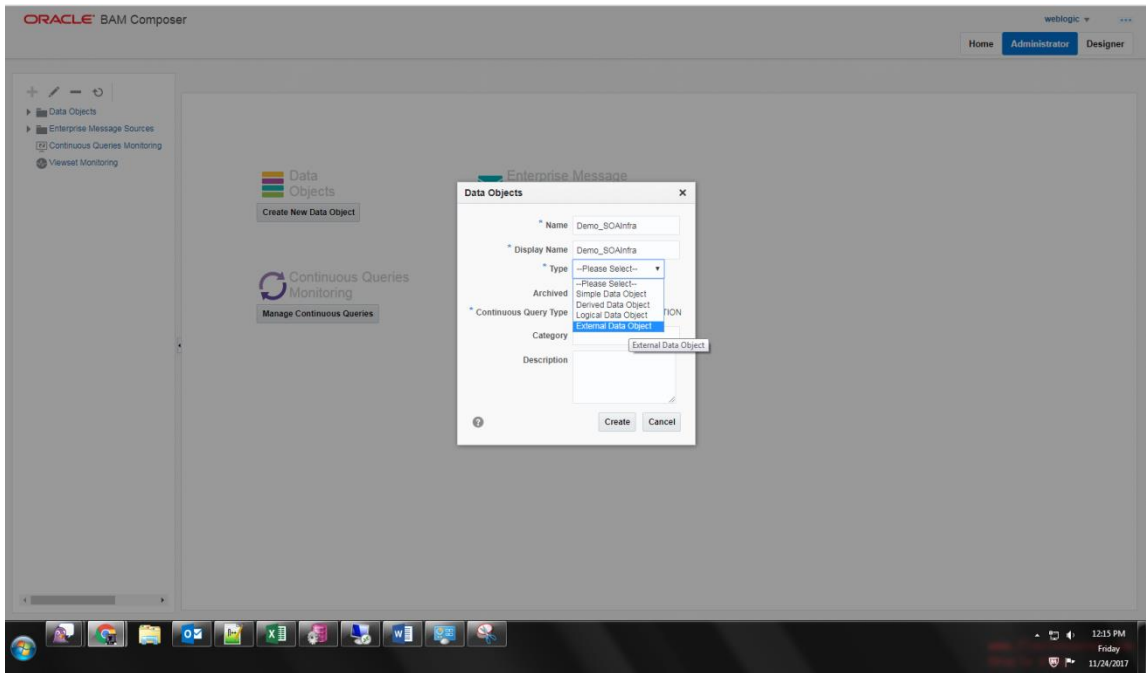 ORACLE® BAM Composer
weblogic
Home
Administrator
Designer
Data Objects
Enterprise Message Sources
Continuous Queries Monitoring
Viewset Monitoring
Data
Objects
Create New Data Object
Enterprise Message
Continuous Queries
Monitoring
Manage Continuous Queries
Data Objects
* Name Demo_SOAInfra
* Display Name Demo_SOAInfra
* Type --Please Select--
--Please Select--
Simple Data Object
Derived Data Object
Logical Data Object
External Data Object
Archived
* Continuous Query Type
TION
Category
External Data Object
Description
Create
Cancel
12:15 PM
Friday
11/24/2017